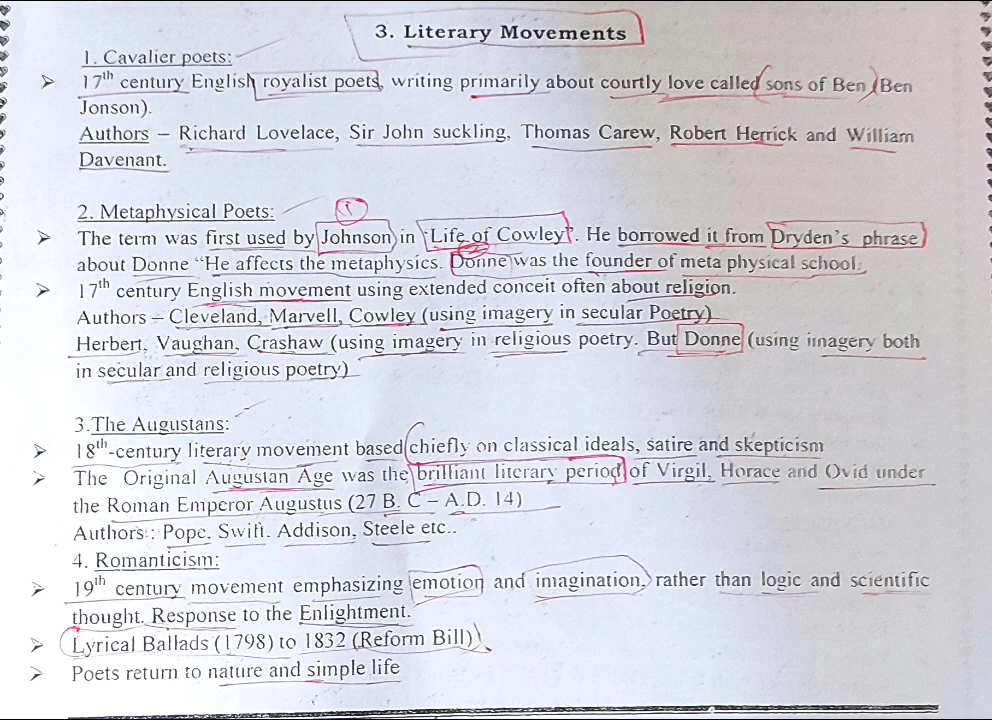 3. Literary Movements
1. Cavalier poets:
➢ 17th century English royalist poets, writing primarily about courtly love called sons of Ben (Ben
Jonson).
Authors – Richard Lovelace, Sir John suckling, Thomas Carew, Robert Herrick and William
Davenant.
2. Metaphysical Poets:
(1)
➢ The term was first used by Johnson in "Life of Cowley". He borrowed it from Dryden's phrase
about Donne "He affects the metaphysics. Donne was the founder of meta physical school.
➢ 17th century English movement using extended conceit often about religion.
Authors – Cleveland, Marvell, Cowley (using imagery in secular Poetry)
Herbert, Vaughan, Crashaw (using imagery in religious poetry. But Donne (using imagery both
in secular and religious poetry)
3.The Augustans:
➢ 18th-century literary movement based chiefly on classical ideals, satire and skepticism
➢ The Original Augustan Age was the brilliant literary period of Virgil, Horace and Ovid under
the Roman Emperor Augustus (27 B. C – A.D. 14)
Authors : Pope, Swift. Addison, Steele etc..
4. Romanticism:
➢ 19th century movement emphasizing emotion and imagination, rather than logic and scientific
thought. Response to the Enlightment.
➢ Lyrical Ballads (1798) to 1832 (Reform Bill)
➢ Poets return to nature and simple life